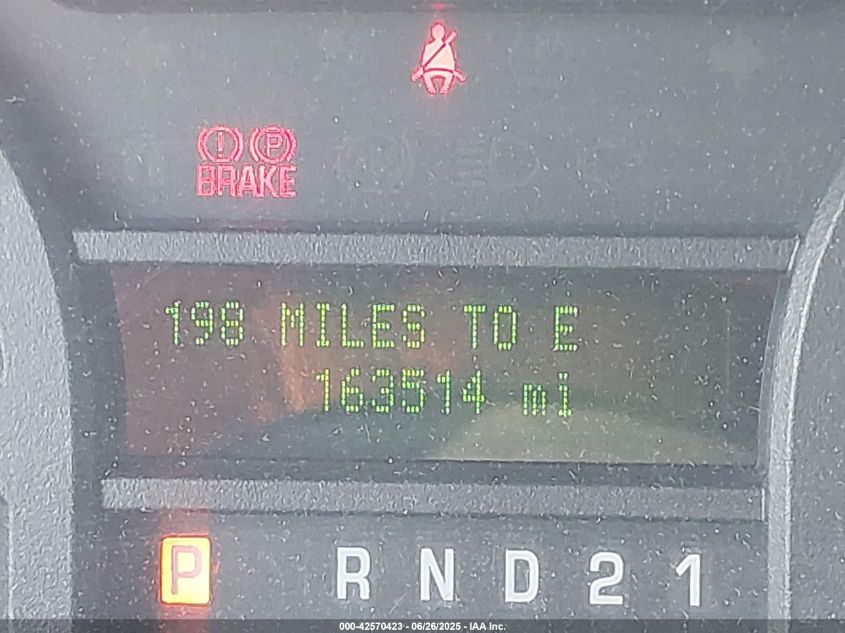 ! P
BRAKE
198 MILES TO E
163514 mi
P R N D 2 1
000-42570423 - 06/26/2025 - IAA Inc.